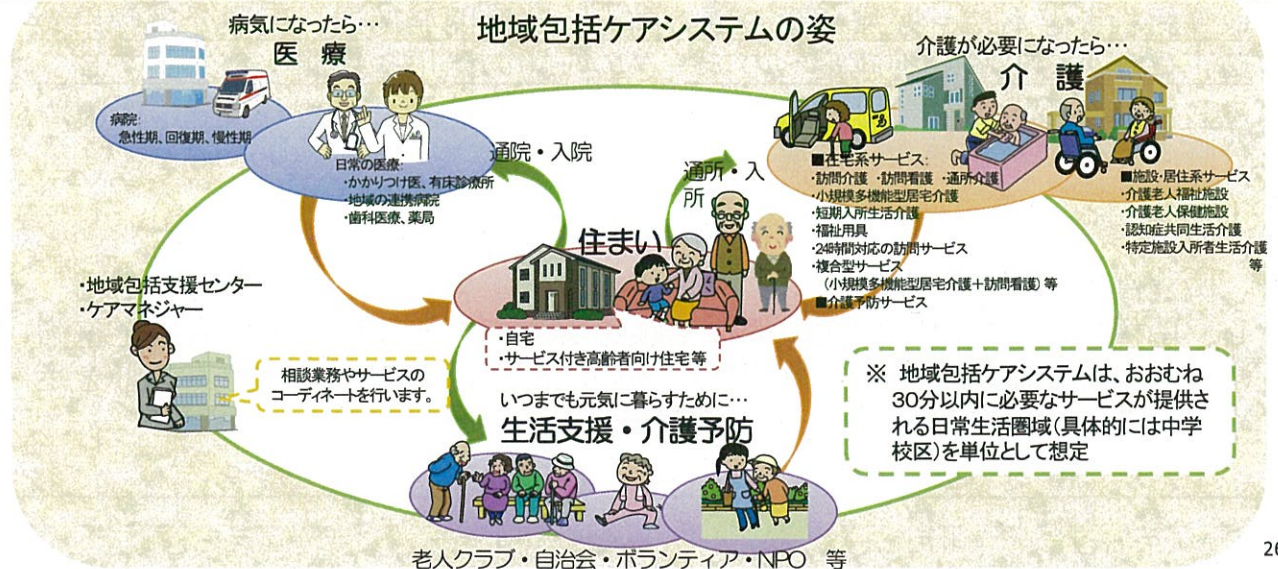 地域包括ケアシステムの姿
病気になったら…
医 療
病院:
急性期、回復期、慢性期
日常の医療:
・かかりつけ医、有床診療所
・地域の連携病院
・歯科医療、薬局
通院・入院
通所・入
所
介護が必要になったら…
介 護
■在宅系サービス:
・訪問介護 ・訪問看護 ・通所介護
・小規模多機能型居宅介護
・短期入所生活介護
・福祉用具
・24時間対応の訪問サービス
・複合型サービス
(小規模多機能型居宅介護+訪問看護) 等
■介護予防サービス
■施設・居住系サービス
・介護老人福祉施設
・介護老人保健施設
・認知症共同生活介護
・特定施設入所者生活介護
等
住まい
・自宅
・サービス付き高齢者向け住宅 等
・地域包括支援センター
・ケアマネジャー
相談業務やサービスの
コーディネートを行います。
いつまでも元気に暮らすために…
生活支援・介護予防
老人クラブ・自治会・ボランティア・NPO 等
※ 地域包括ケアシステムは、おおむね
30分以内に必要なサービスが提供さ
れる日常生活圏域(具体的には中学
校区)を単位として想定